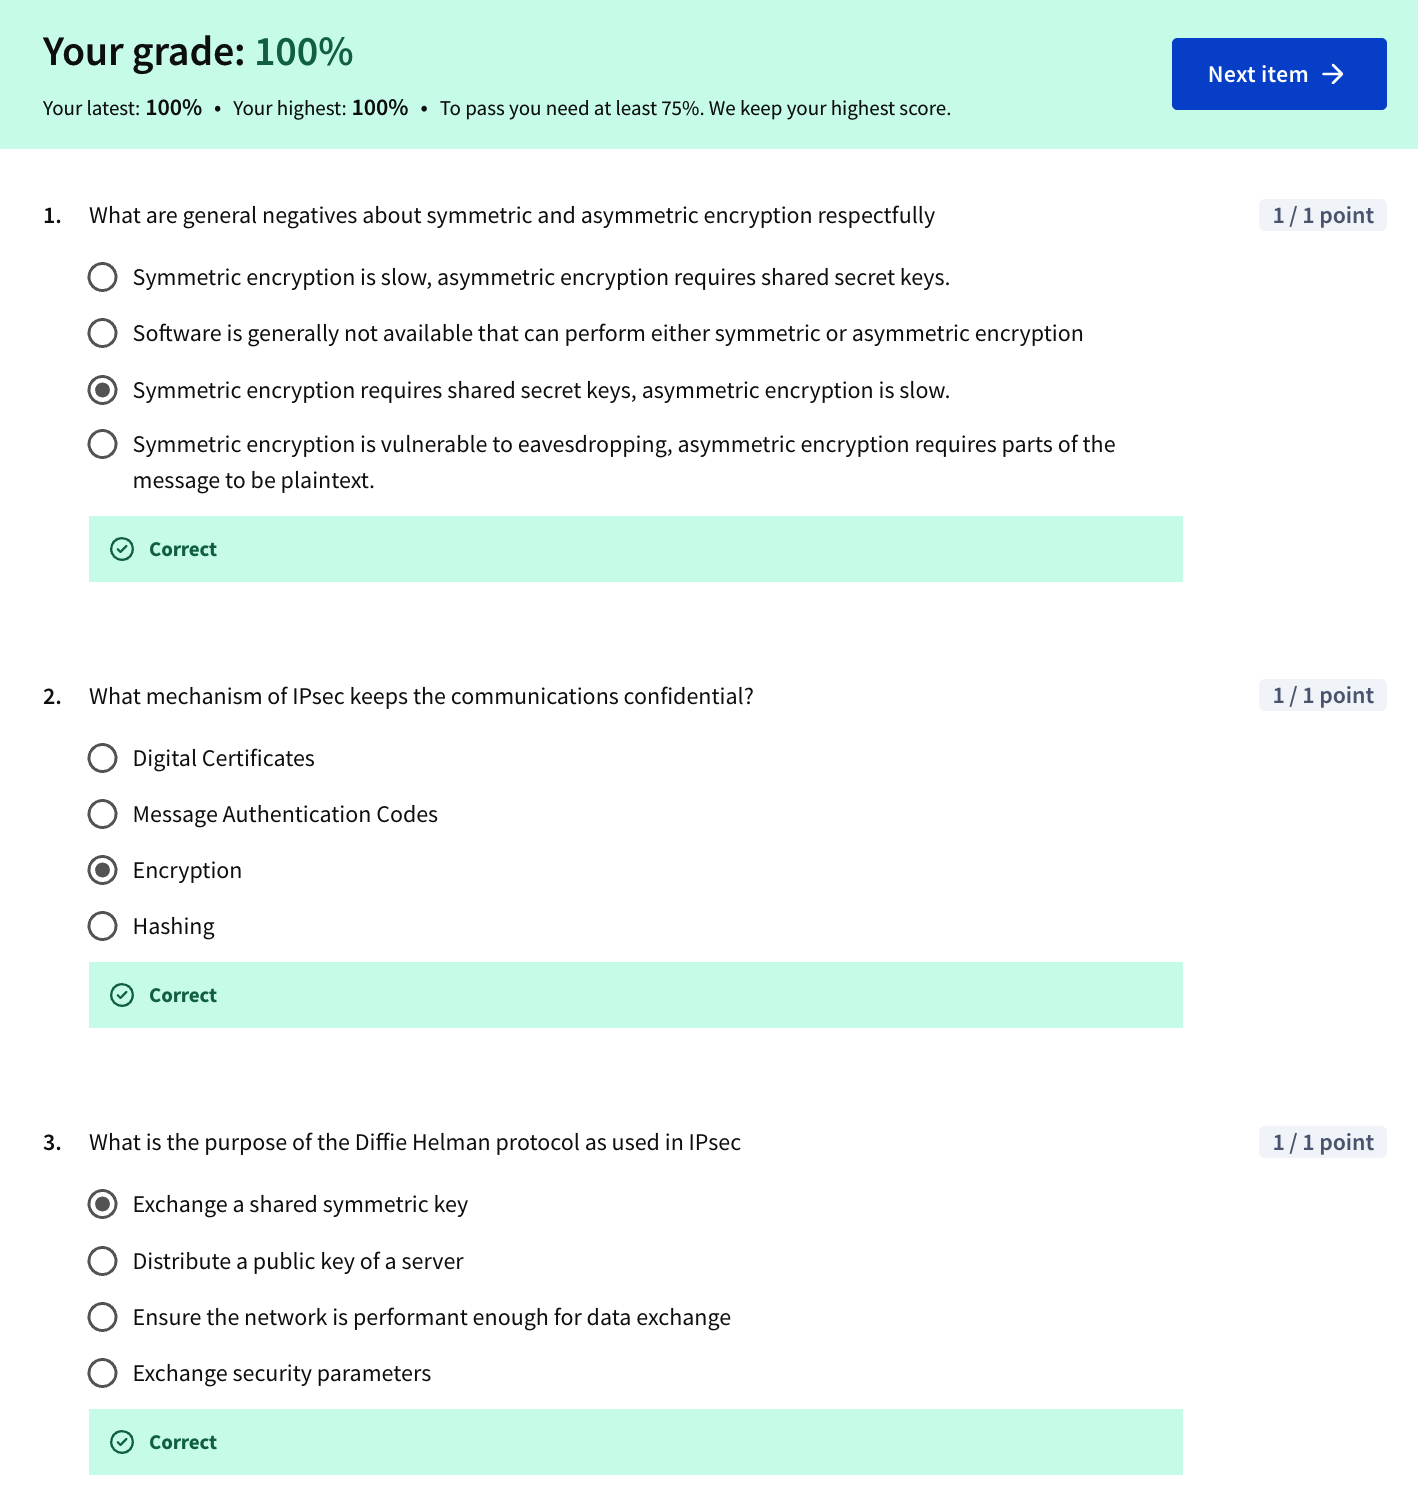 Your grade: 100%
Next item →
Your latest: 100% • Your highest: 100% • To pass you need at least 75%. We keep your highest score.
1. What are general negatives about symmetric and asymmetric encryption respectfully
1 / 1 point
Symmetric encryption is slow, asymmetric encryption requires shared secret keys.
Software is generally not available that can perform either symmetric or asymmetric encryption
Symmetric encryption requires shared secret keys, asymmetric encryption is slow.
Symmetric encryption is vulnerable to eavesdropping, asymmetric encryption requires parts of the
message to be plaintext.
Correct
2. What mechanism of IPsec keeps the communications confidential?
1 / 1 point
Digital Certificates
Message Authentication Codes
Encryption
Hashing
Correct
3. What is the purpose of the Diffie Helman protocol as used in IPsec
1 / 1 point
Exchange a shared symmetric key
Distribute a public key of a server
Ensure the network is performant enough for data exchange
Exchange security parameters
Correct